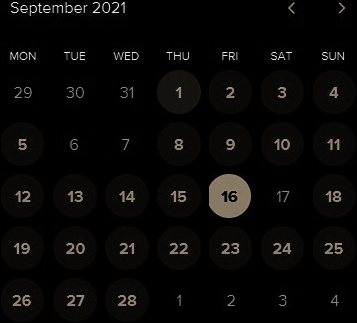 September 2021
MON TUE WED THU FRI SAT SUN
29 30 31 1 2 3 4
5 6 7 8 9 10 11
12 13 14 15 16 17 18
19 20 21 22 23 24 25
26 27 28 1 2 3 4